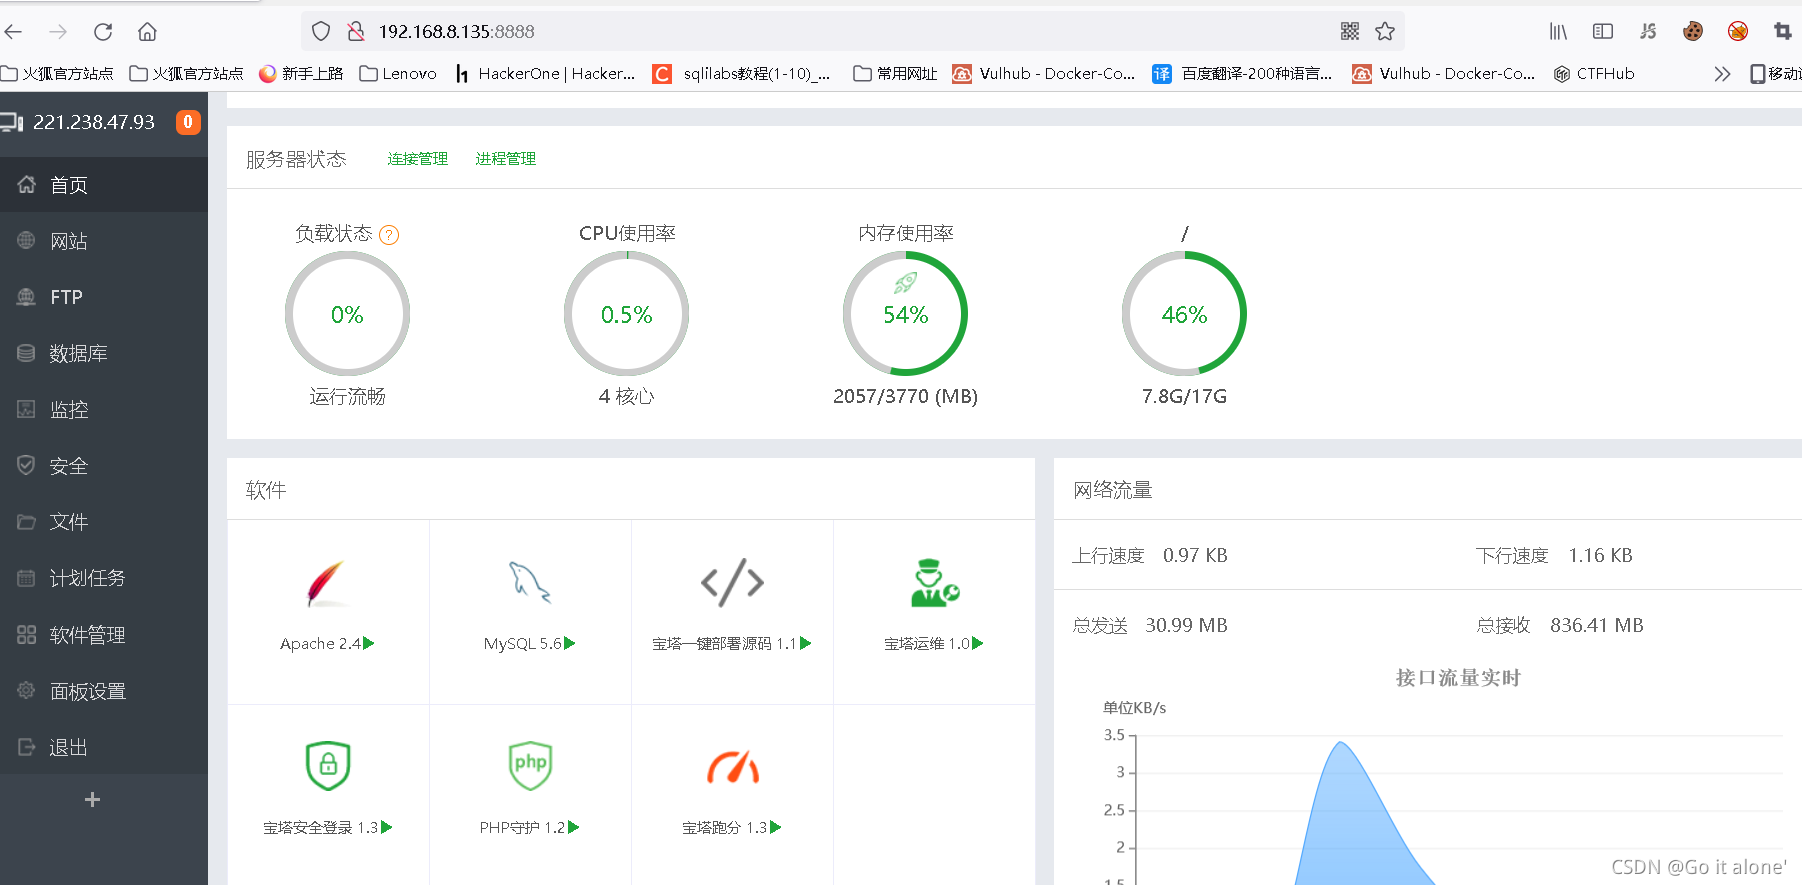 192.168.8.135:8888
火狐官方站点 火狐官方站点 新手上路 Lenovo HackerOne | Hacker... sqlilabs教程(1-10)_... 常用网址 Vulhub - Docker-Co... 百度翻译-200种语言... Vulhub - Docker-Co... CTFHub
221.238.47.93 0
首页
网站
FTP
数据库
监控
安全
文件
计划任务
软件管理
面板设置
退出
+
服务器状态 连接管理 进程管理
负载状态 ? CPU使用率 内存使用率 /
0% 0.5% 54% 46%
运行流畅 4 核心 2057/3770 (MB) 7.8G/17G
软件
Apache 2.4 MySQL 5.6 宝塔一键部署源码 1.1 宝塔运维 1.0
php
宝塔安全登录 1.3 PHP守护 1.2 宝塔跑分 1.3
网络流量
上行速度 0.97 KB 下行速度 1.16 KB
总发送 30.99 MB 总接收 836.41 MB
接口流量实时
单位KB/s
3.5
3
2.5
2
1.5
CSDN @Go it alone'